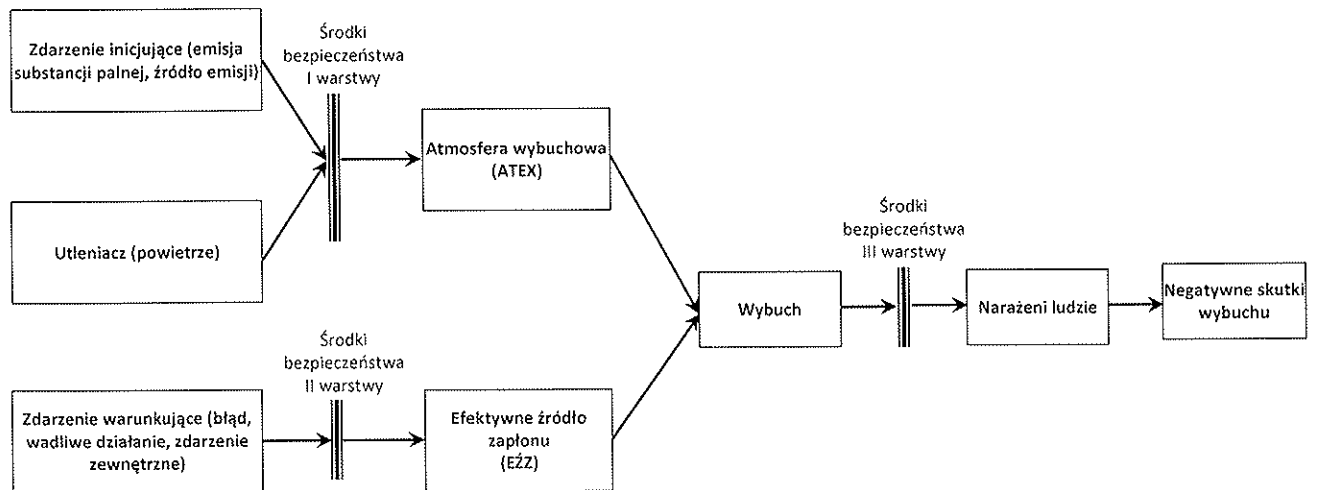 Zdarzenie inicjujące (emisja
substancji palnej, źródło emisji)
Środki
bezpieczeństwa
I warstwy
Atmosfera wybuchowa
(ATEX)
Utleniacz (powietrze)
Środki
bezpieczeństwa
III warstwy
Wybuch
Narażeni ludzie
Negatywne skutki
wybuchu
Środki
bezpieczeństwa
II warstwy
Zdarzenie warunkujące (błąd,
wadliwe działanie, zdarzenie
zewnętrzne)
Efektywne źródło
zapłonu
(EŹZ)